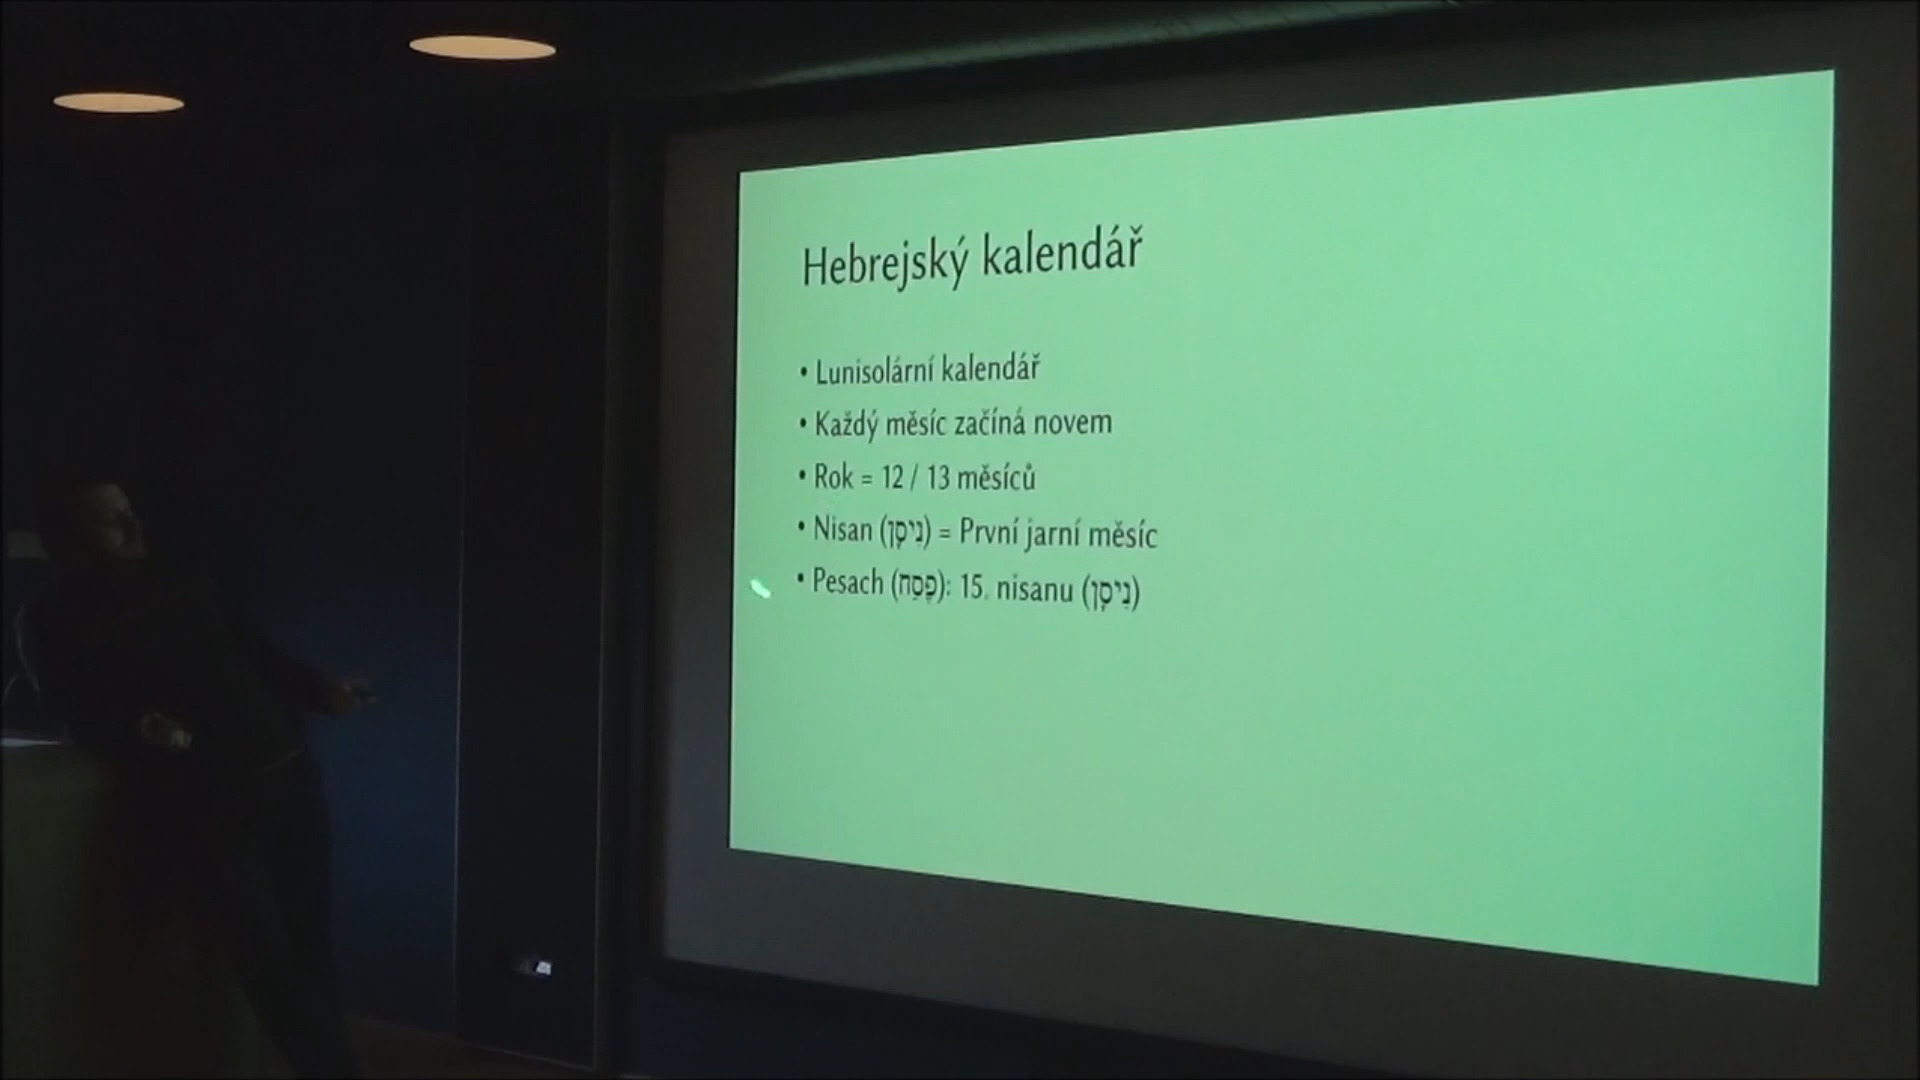 Hebrejský kalendář
• Lunisolární kalendář
• Každý měsíc začíná novem
• Rok = 12 / 13 měsíců
• Nisan (נִיסָן) = První jarní měsíc
• Pesach (פֶּסַח): 15. nisanu (נִיסָן)